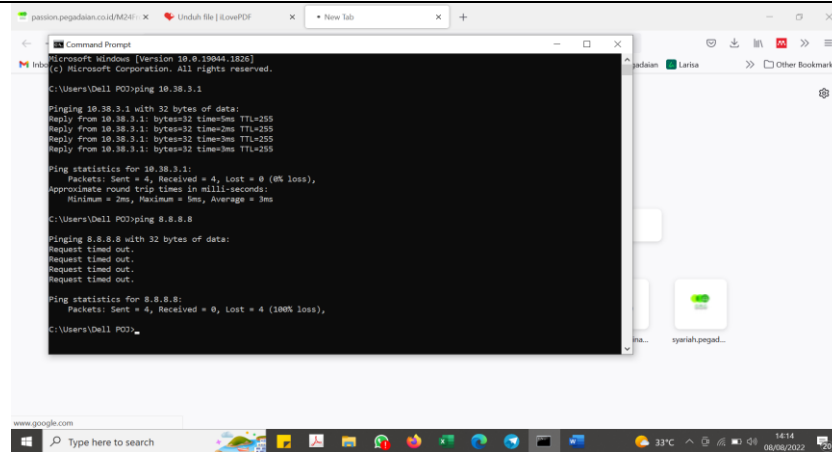 passion.pegadaian.co.id/M24F
Unduh file | iLovePDF
New Tab
Command Prompt
Microsoft Windows [Version 10.0.19044.1826]
(c) Microsoft Corporation. All rights reserved.
C:\Users\Dell POJ>ping 10.38.3.1
Pinging 10.38.3.1 with 32 bytes of data:
Reply from 10.38.3.1: bytes=32 time=5ms TTL=255
Reply from 10.38.3.1: bytes=32 time=2ms TTL=255
Reply from 10.38.3.1: bytes=32 time=3ms TTL=255
Reply from 10.38.3.1: bytes=32 time=3ms TTL=255
Ping statistics for 10.38.3.1:
Packets: Sent = 4, Received = 4, Lost = 0 (0% loss),
Approximate round trip times in milli-seconds:
Minimum = 2ms, Maximum = 5ms, Average = 3ms
C:\Users\Dell POJ>ping 8.8.8.8
Pinging 8.8.8.8 with 32 bytes of data:
Request timed out.
Request timed out.
Request timed out.
Request timed out.
Ping statistics for 8.8.8.8:
Packets: Sent = 4, Received = 0, Lost = 4 (100% loss),
C:\Users\Dell POJ>
Inbo
gadaian
Larisa
Other Bookmark
ina...
syariah.pegad...
www.google.com
Type here to search
33°C
14:14
08/08/2022
20